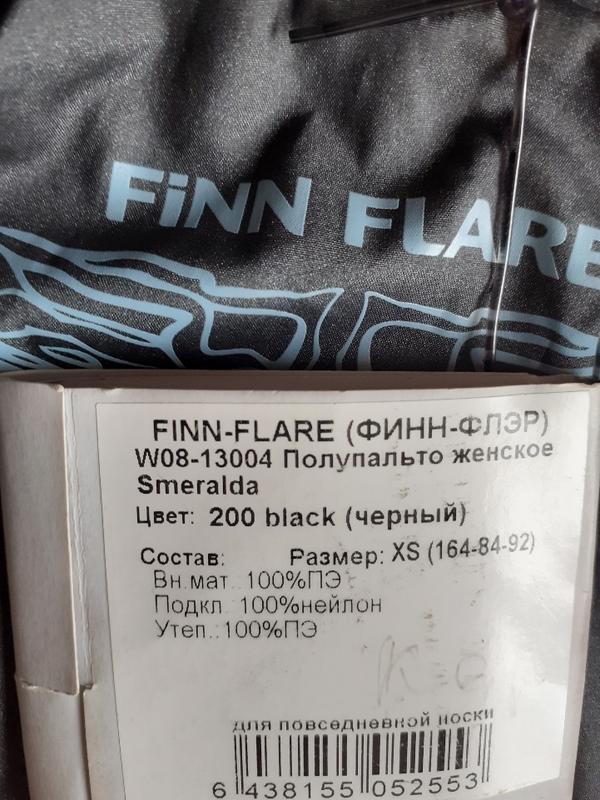 FiNN FLARE
FINN-FLARE (ФИНН-ФЛЭР)
W08-13004 Полупальто женское
Smeralda
Цвет: 200 black (черный)
Состав: Размер: XS (164-84-92)
Вн.мат.:100%ПЭ
Подкл.:100%нейлон
Утеп.:100%ПЭ
для повседневной носки
6 438155 052553